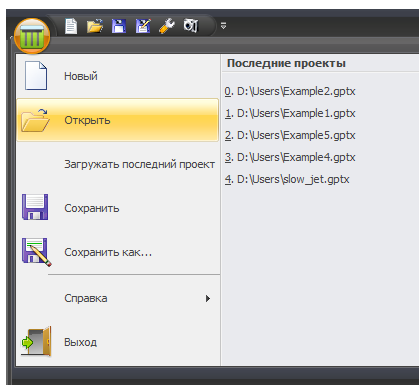 Последние проекты
Новый
Открыть
Загружать последний проект
Сохранить
Сохранить как...
Справка
Выход
0. D:\Users\Example2.gptx
1. D:\Users\Example1.gptx
2. D:\Users\Example5.gptx
3. D:\Users\Example4.gptx
4. D:\Users\slow_jet.gptx